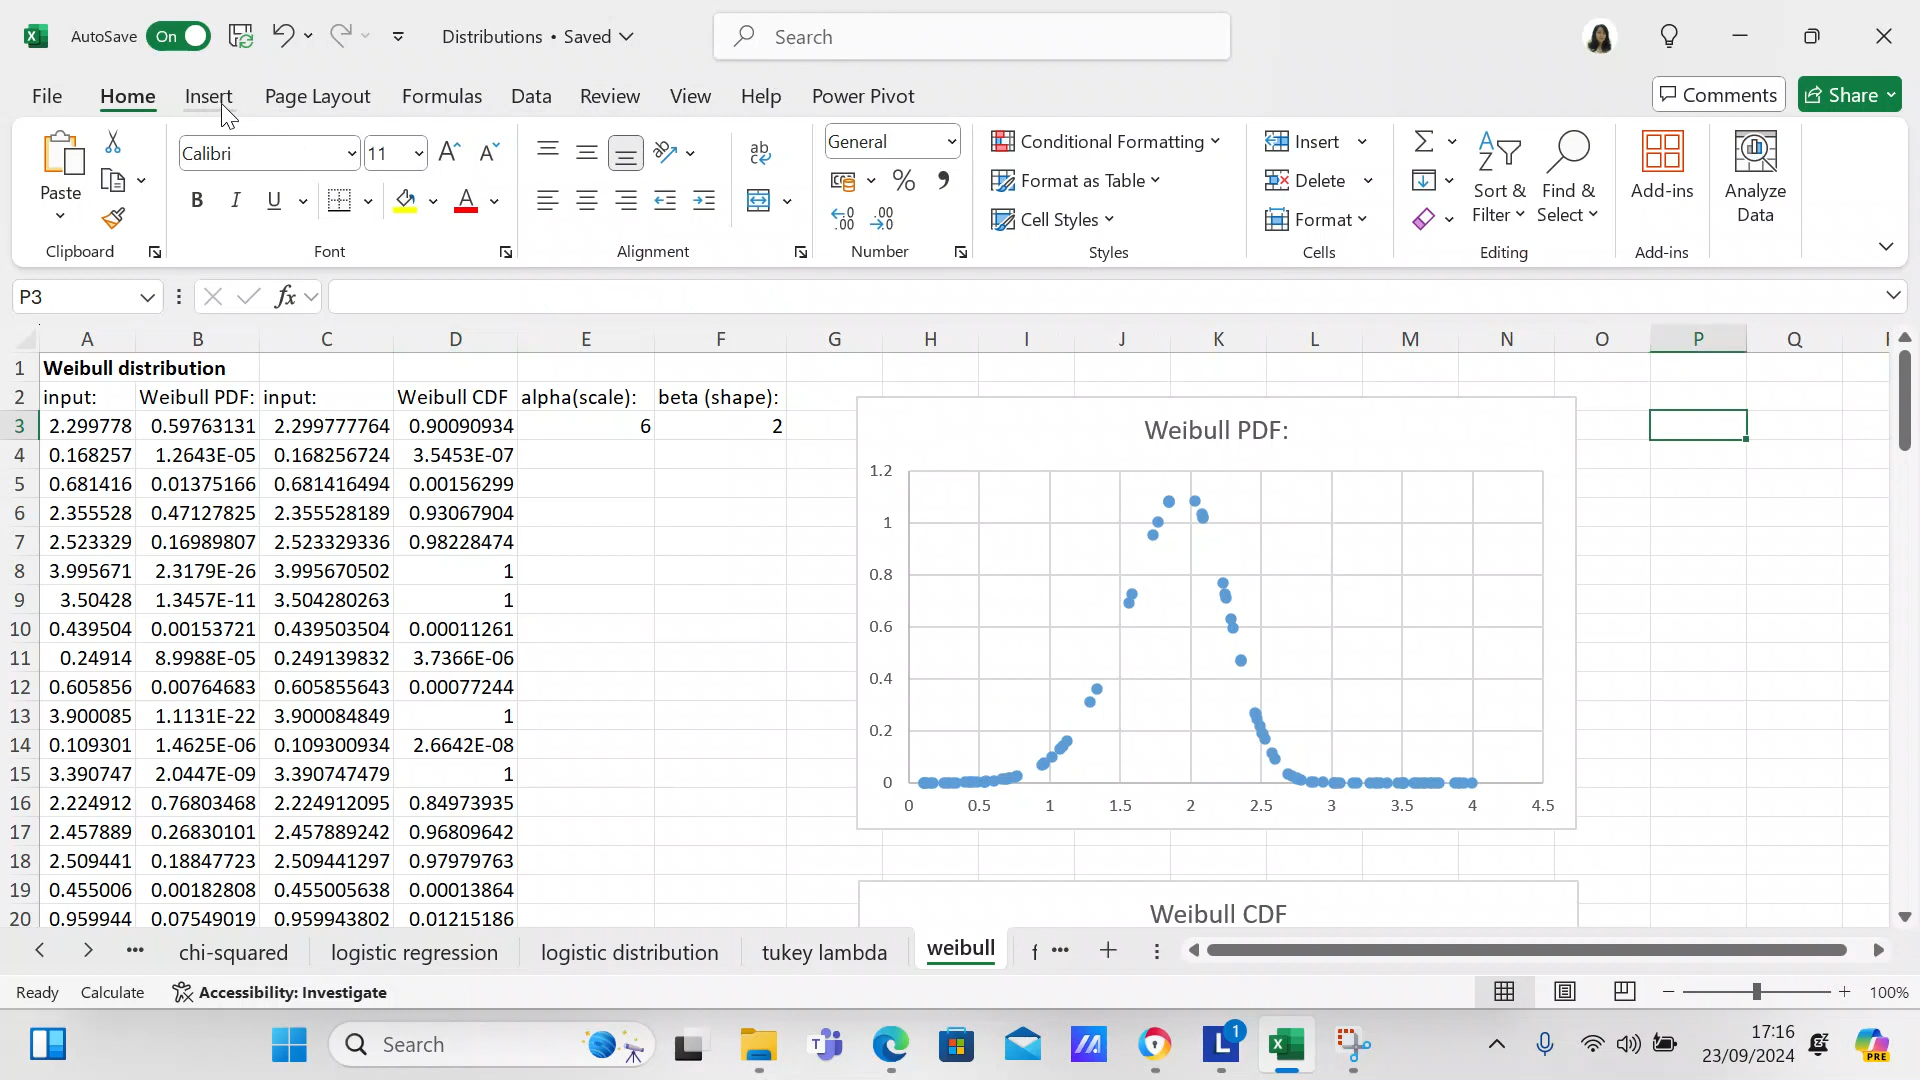 AutoSave On Distributions • Saved Search
File Home Insert Page Layout Formulas Data Review View Help Power Pivot Comments Share
Paste Calibri 11 General Conditional Formatting Format as Table Cell Styles Insert Delete Format Sort & Filter Find & Select Add-ins Analyze Data
Clipboard Font Alignment Number Styles Cells Editing Add-ins
P3 fx
A B C D E F G H I J K L M N O P Q
1 Weibull distribution
2 input: Weibull PDF: input: Weibull CDF alpha(scale): beta (shape):
3 2.299778 0.59763131 2.299777764 0.90090934 6 2
4 0.168257 1.2643E-05 0.168256724 3.5453E-07
5 0.681416 0.01375166 0.681416494 0.00156299
6 2.355528 0.47127825 2.355528189 0.93067904
7 2.523329 0.16989807 2.523329336 0.98228474
8 3.995671 2.3179E-26 3.995670502 1
9 3.50428 1.3457E-11 3.504280263 1
10 0.439504 0.00153721 0.439503504 0.00011261
11 0.24914 8.9988E-05 0.249139832 3.7366E-06
12 0.605856 0.00764683 0.605855643 0.00077244
13 3.900085 1.1131E-22 3.900084849 1
14 0.109301 1.4625E-06 0.109300934 2.6642E-08
15 3.390747 2.0447E-09 3.390747479 1
16 2.224912 0.76803468 2.224912095 0.84973935
17 2.457889 0.26830101 2.457889242 0.96809642
18 2.509441 0.18847723 2.509441297 0.97979763
19 0.455006 0.00182808 0.455005638 0.00013864
20 0.959944 0.07549019 0.959943802 0.01215186
Weibull PDF:
1.2
1
0.8
0.6
0.4
0.2
0
0 0.5 1 1.5 2 2.5 3 3.5 4 4.5
Weibull CDF
chi-squared logistic regression logistic distribution tukey lambda weibull f
Ready Calculate Accessibility: Investigate 100%
Search 1 17:16
23/09/2024
PRE